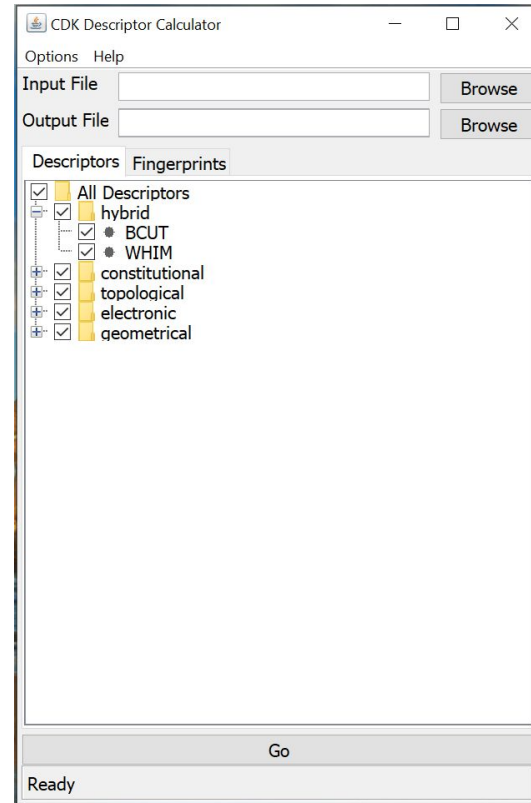 CDK Descriptor Calculator
Options Help
Input File Browse
Output File Browse
Descriptors Fingerprints
All Descriptors
hybrid
BCUT
WHIM
constitutional
topological
electronic
geometrical
Go
Ready